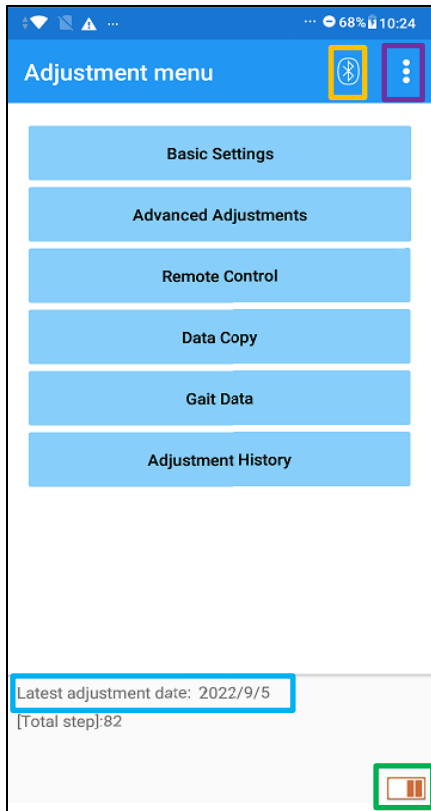 ... ... 68% 10:24
Adjustment menu
Basic Settings
Advanced Adjustments
Remote Control
Data Copy
Gait Data
Adjustment History
Latest adjustment date: 2022/9/5
[Total step]:82